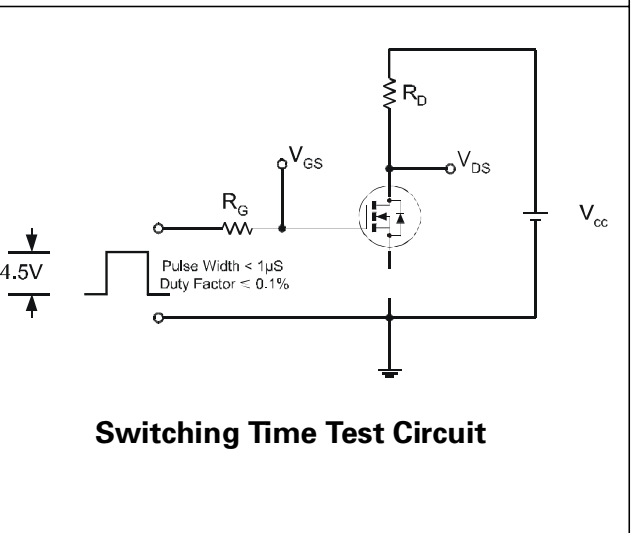 R_D
V_GS
V_DS
R_G
V_cc
4.5V
Pulse Width < 1µS
Duty Factor ≤ 0.1%
Switching Time Test Circuit